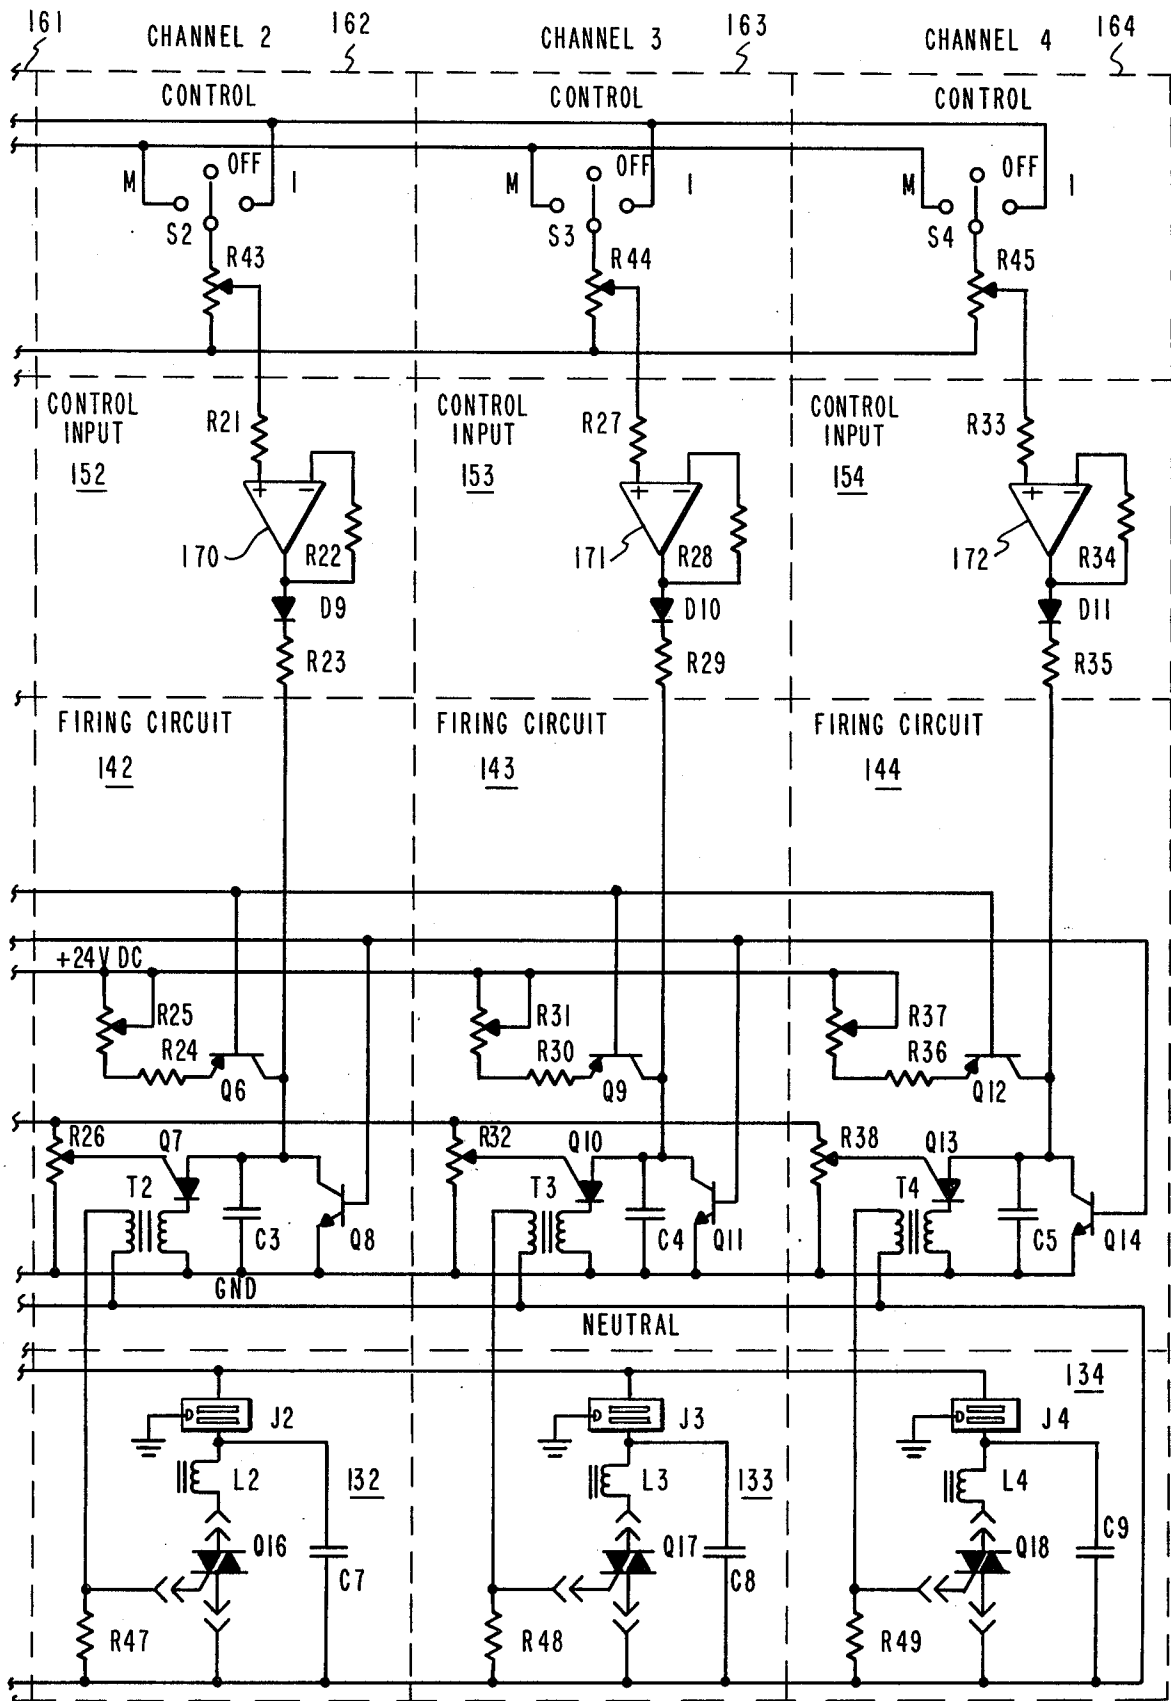 161 CHANNEL 2 162 CHANNEL 3 163 CHANNEL 4 164
CONTROL CONTROL CONTROL
M OFF I M OFF I M OFF I
S2 S3 S4
R43 R44 R45
CONTROL INPUT 152
R21
+ −
170 R22
D9
R23
CONTROL INPUT 153
R27
+ −
171 R28
D10
R29
CONTROL INPUT 154
R33
+ −
172 R34
D11
R35
FIRING CIRCUIT FIRING CIRCUIT FIRING CIRCUIT
142 143 144
+24V DC
R25 R31 R37
R24 R30 R36
Q6 Q9 Q12
R26 Q7 R32 Q10 R38 Q13
T2 T3 T4
C3 Q8 C4 Q11 C5 Q14
GND
NEUTRAL
134
J2 J3 J4
L2 132 L3 133 L4
Q16 Q17 Q18 C9
C7 C8
R47 R48 R49